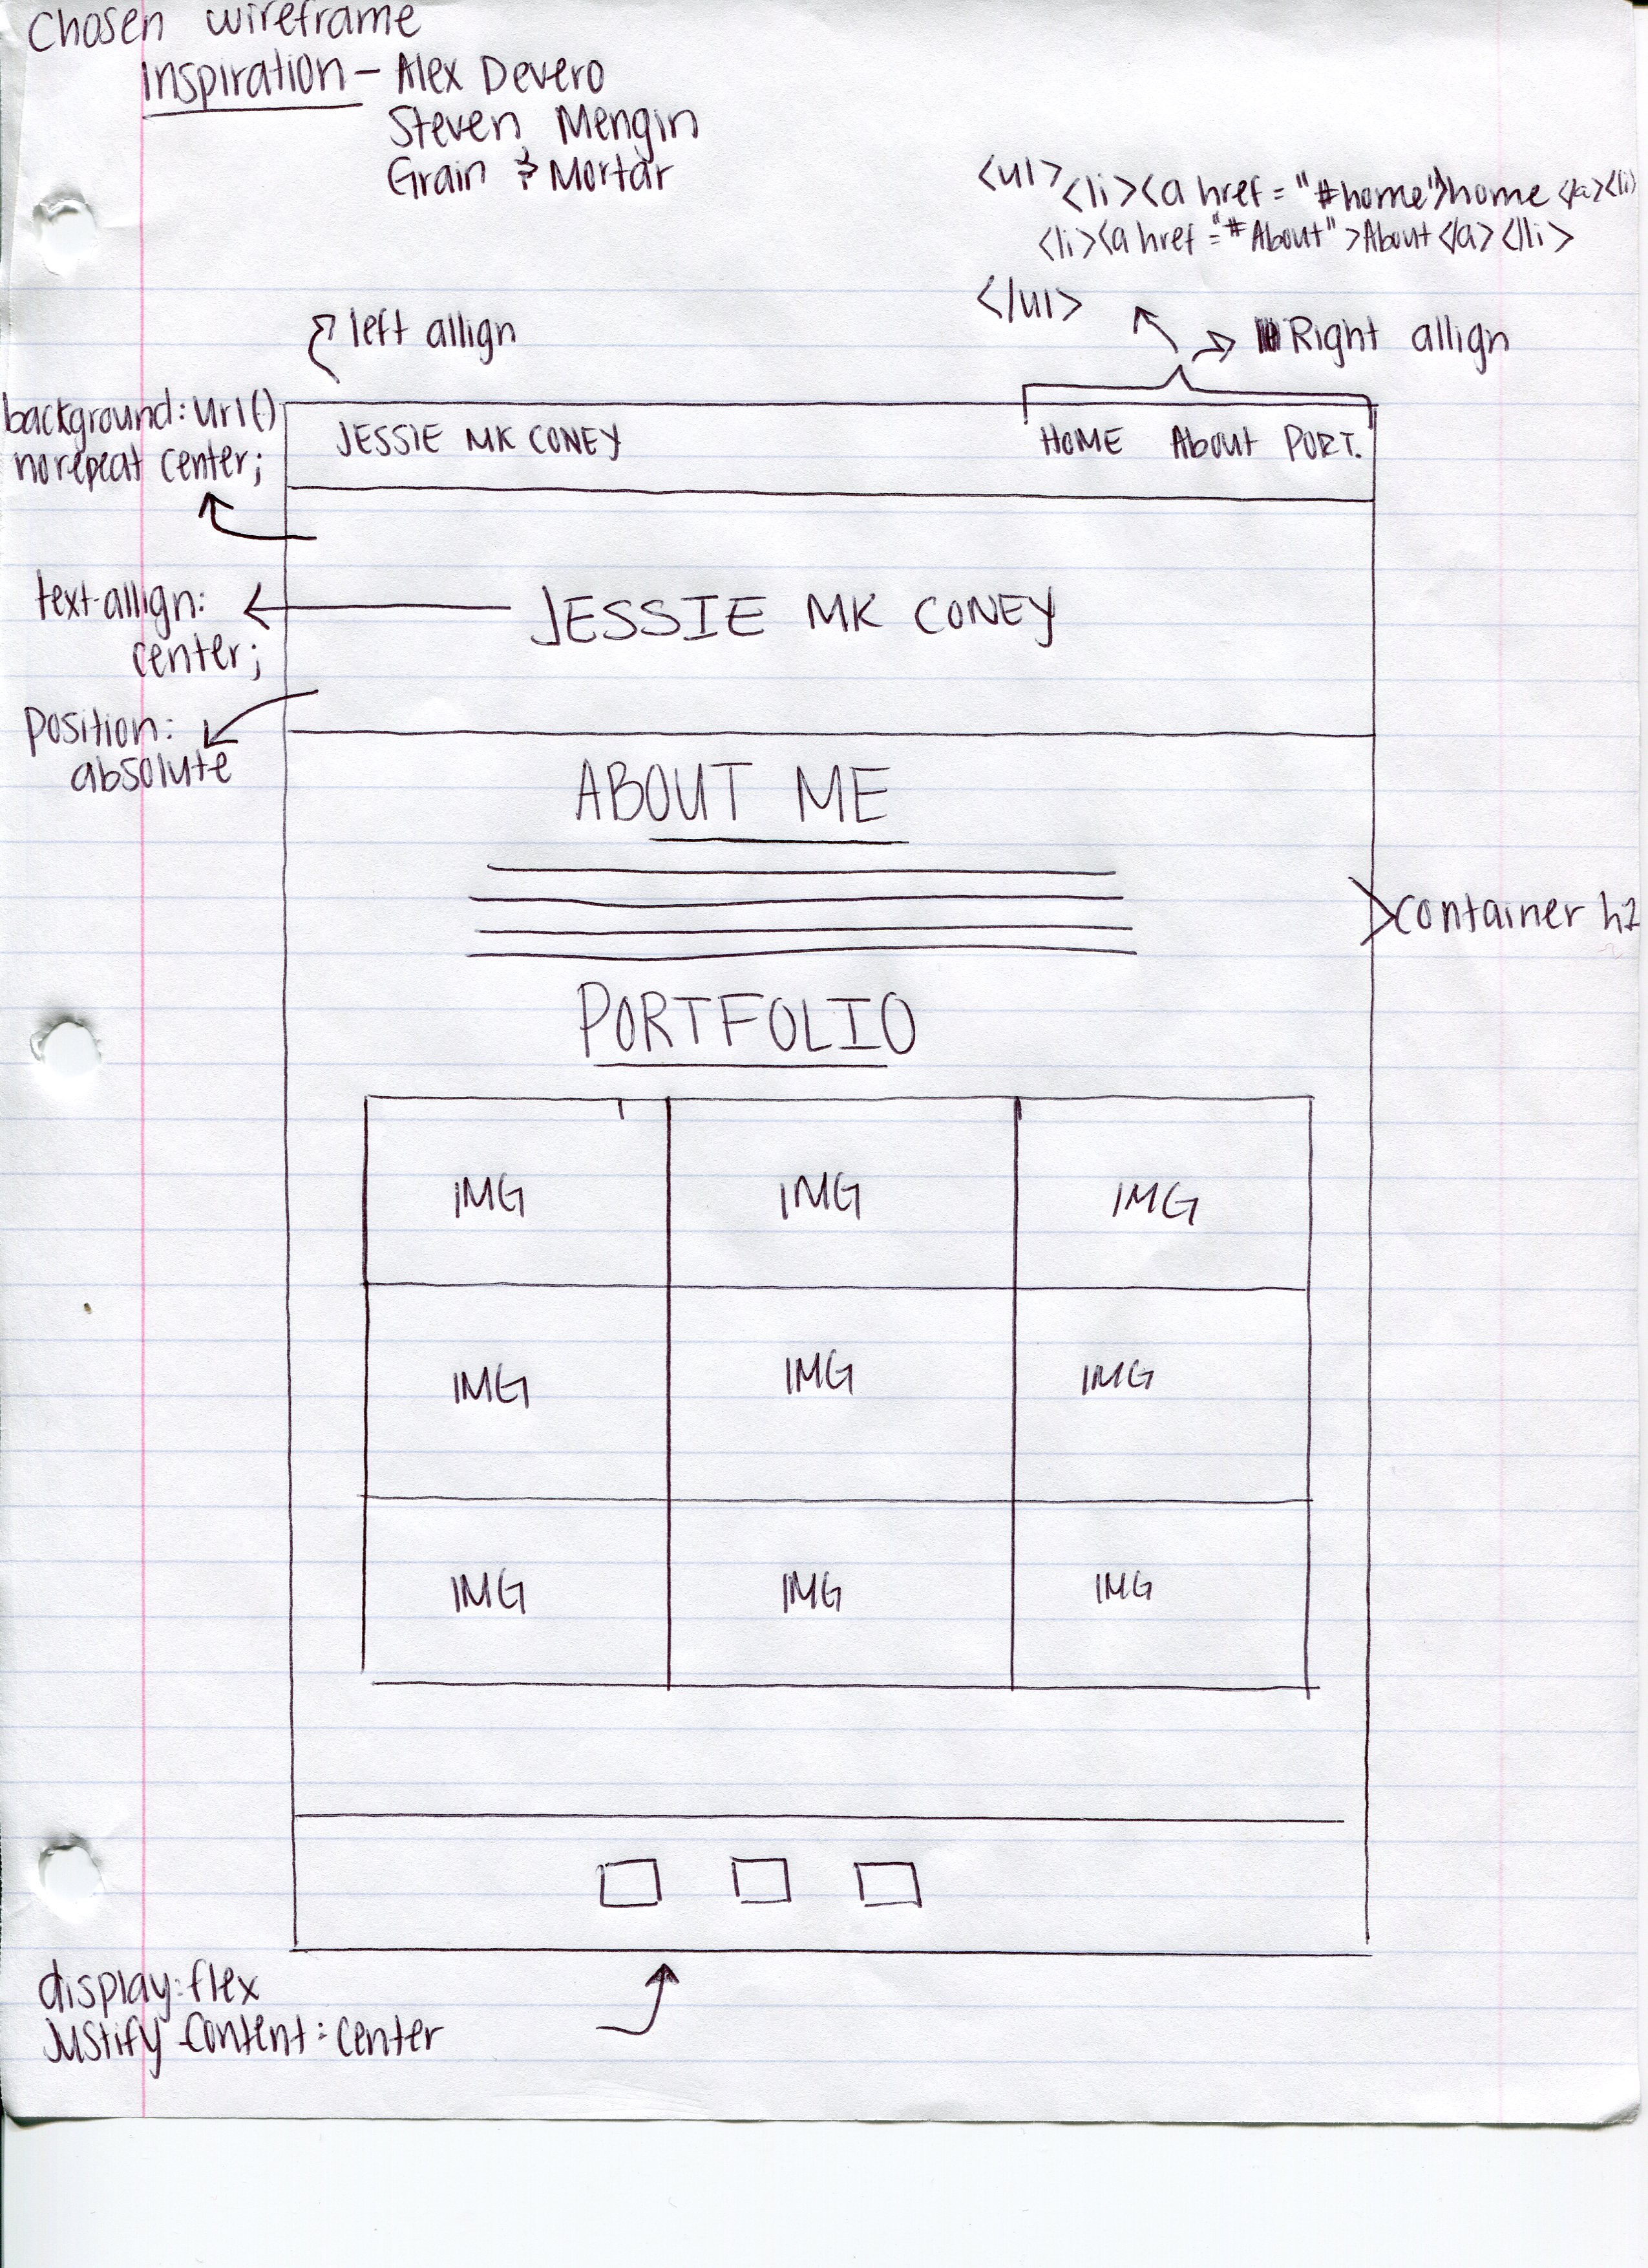 Chosen wireframe
Inspiration - Alex Devero
Steven Mengin
Grain & Mortar
<ul><li><a href="#home">home</a><li>
<li><a href="#About">About</a></li>
</ul>
left allign
Right allign
background: url()
norepeat center;
JESSIE MK CONEY
HOME About PORT.
text-allign:
center;
JESSIE MK CONEY
Position:
absolute
ABOUT ME
container h1
PORTFOLIO
IMG IMG IMG
IMG IMG IMG
IMG IMG IMG
display: flex
Justify-content: center